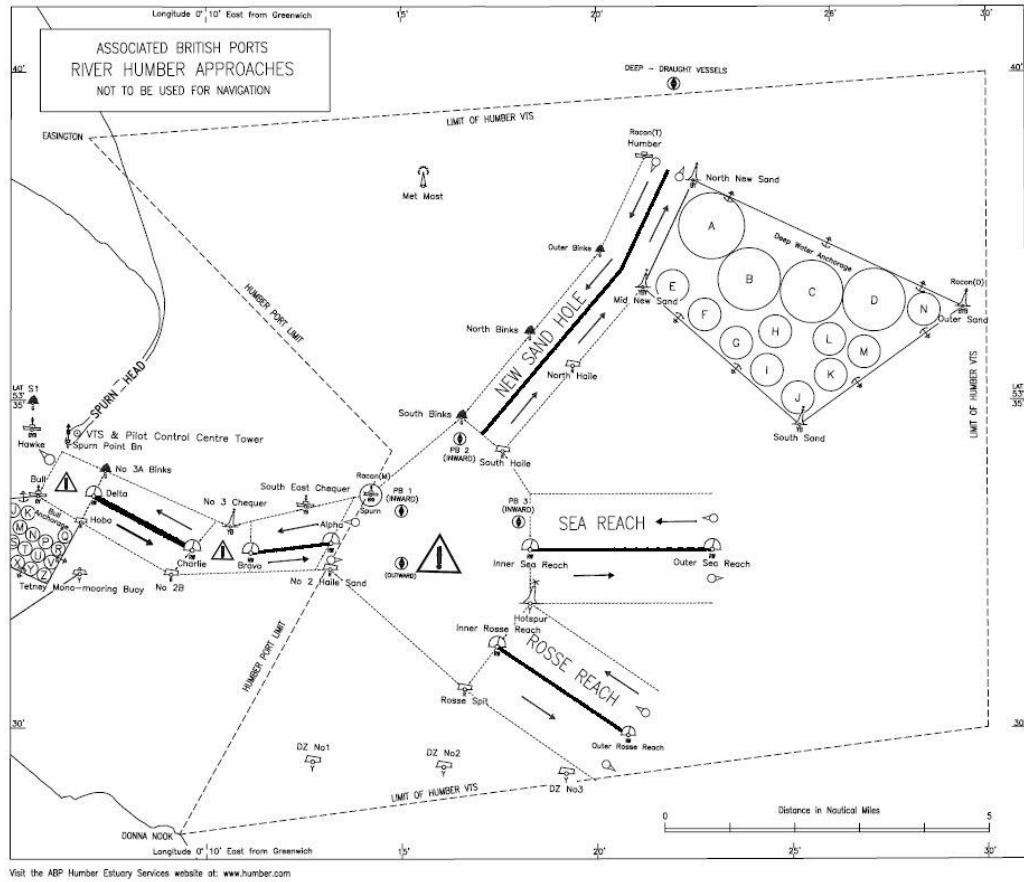 Longitude 0° 10' East from Greenwich
15'
20'
26'
30'
ASSOCIATED BRITISH PORTS
RIVER HUMBER APPROACHES
NOT TO BE USED FOR NAVIGATION
40'
40'
DEEP - DRAUGHT VESSELS
LIMIT OF HUMBER VTS
EASINGTON
Racon(T)
Humber
Met Mast
North New Sand
A
Deep Water Anchorage
Outer Binks
B
C
D
E
F
G
H
I
J
K
L
M
N
Racon(O)
Outer Sand
Mid New Sand
HUMBER PORT LIMIT
NEW SAND HOLE
North Binks
North Haile
LIMIT OF HUMBER VTS
SPURN HEAD
LAT
53°
35'
S1
LAT
53°
35'
South Binks
South Sand
Hawke
VTS & Pilot Control Centre Tower
Spurn Point Bn
PB 2
(INWARD)
South Haile
No 3A Binks
Bull
Delta
South East Chequer
Racon(M)
Spurn
PB 1
(INWARD)
PB 3
(INWARD)
No 3 Chequer
SEA REACH
Bull
Anchorage
Hobo
Alpha
J
K
M
N
P
Q
S
T
U
V
R
X
Y
Z
Charlie
Bravo
(OUTWARD)
Inner Sea Reach
Outer Sea Reach
Tetney Mono-mooring Buoy
No 2B
No 2 Haile Sand
Hotspur
Inner Rosse Reach
ROSSE REACH
HUMBER PORT LIMIT
Rosse Spit
30'
30'
Outer Rosse Reach
DZ No1
DZ No2
DZ No3
LIMIT OF HUMBER VTS
Distance in Nautical Miles
0
5
DONNA NOOK
Longitude 0° 10' East from Greenwich
15'
20'
25'
30'
Visit the ABP Humber Estuary Services website at: www.humber.com